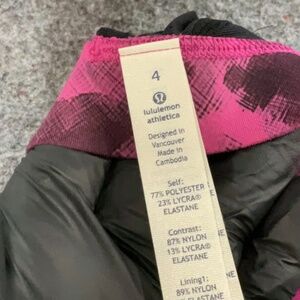 4
lululemon
athletica
Designed in
Vancouver
Made in
Cambodia
Self:
77% POLYESTER
23% LYCRA®
ELASTANE
Contrast:
87% NYLON
13% LYCRA®
ELASTANE
Lining1:
89% NYLON